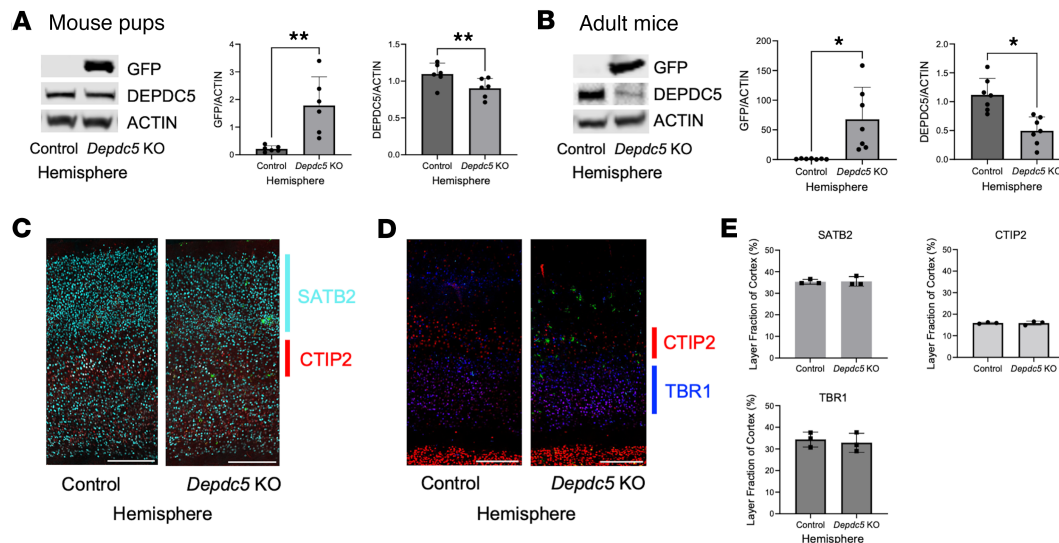 A Mouse pups
GFP
DEPDC5
ACTIN
Control Depdc5 KO
Hemisphere
**
GFP/ACTIN
4
3
2
1
0
Control Depdc5 KO
Hemisphere
**
DEPDC5/ACTIN
1.5
1.0
0.5
0.0
Control Depdc5 KO
Hemisphere
B Adult mice
GFP
DEPDC5
ACTIN
Control Depdc5 KO
Hemisphere
*
GFP/ACTIN
200
150
100
50
0
Control Depdc5 KO
Hemisphere
*
DEPDC5/ACTIN
2.0
1.5
1.0
0.5
0.0
Control Depdc5 KO
Hemisphere
C
SATB2
CTIP2
Control Depdc5 KO
Hemisphere
D
CTIP2
TBR1
Control Depdc5 KO
Hemisphere
E
SATB2
Layer Fraction of Cortex (%)
50
40
30
20
10
0
Control Depdc5 KO
CTIP2
Layer Fraction of Cortex (%)
50
40
30
20
10
0
Control Depdc5 KO
TBR1
Layer Fraction of Cortex (%)
50
40
30
20
10
0
Control Depdc5 KO
Hemisphere